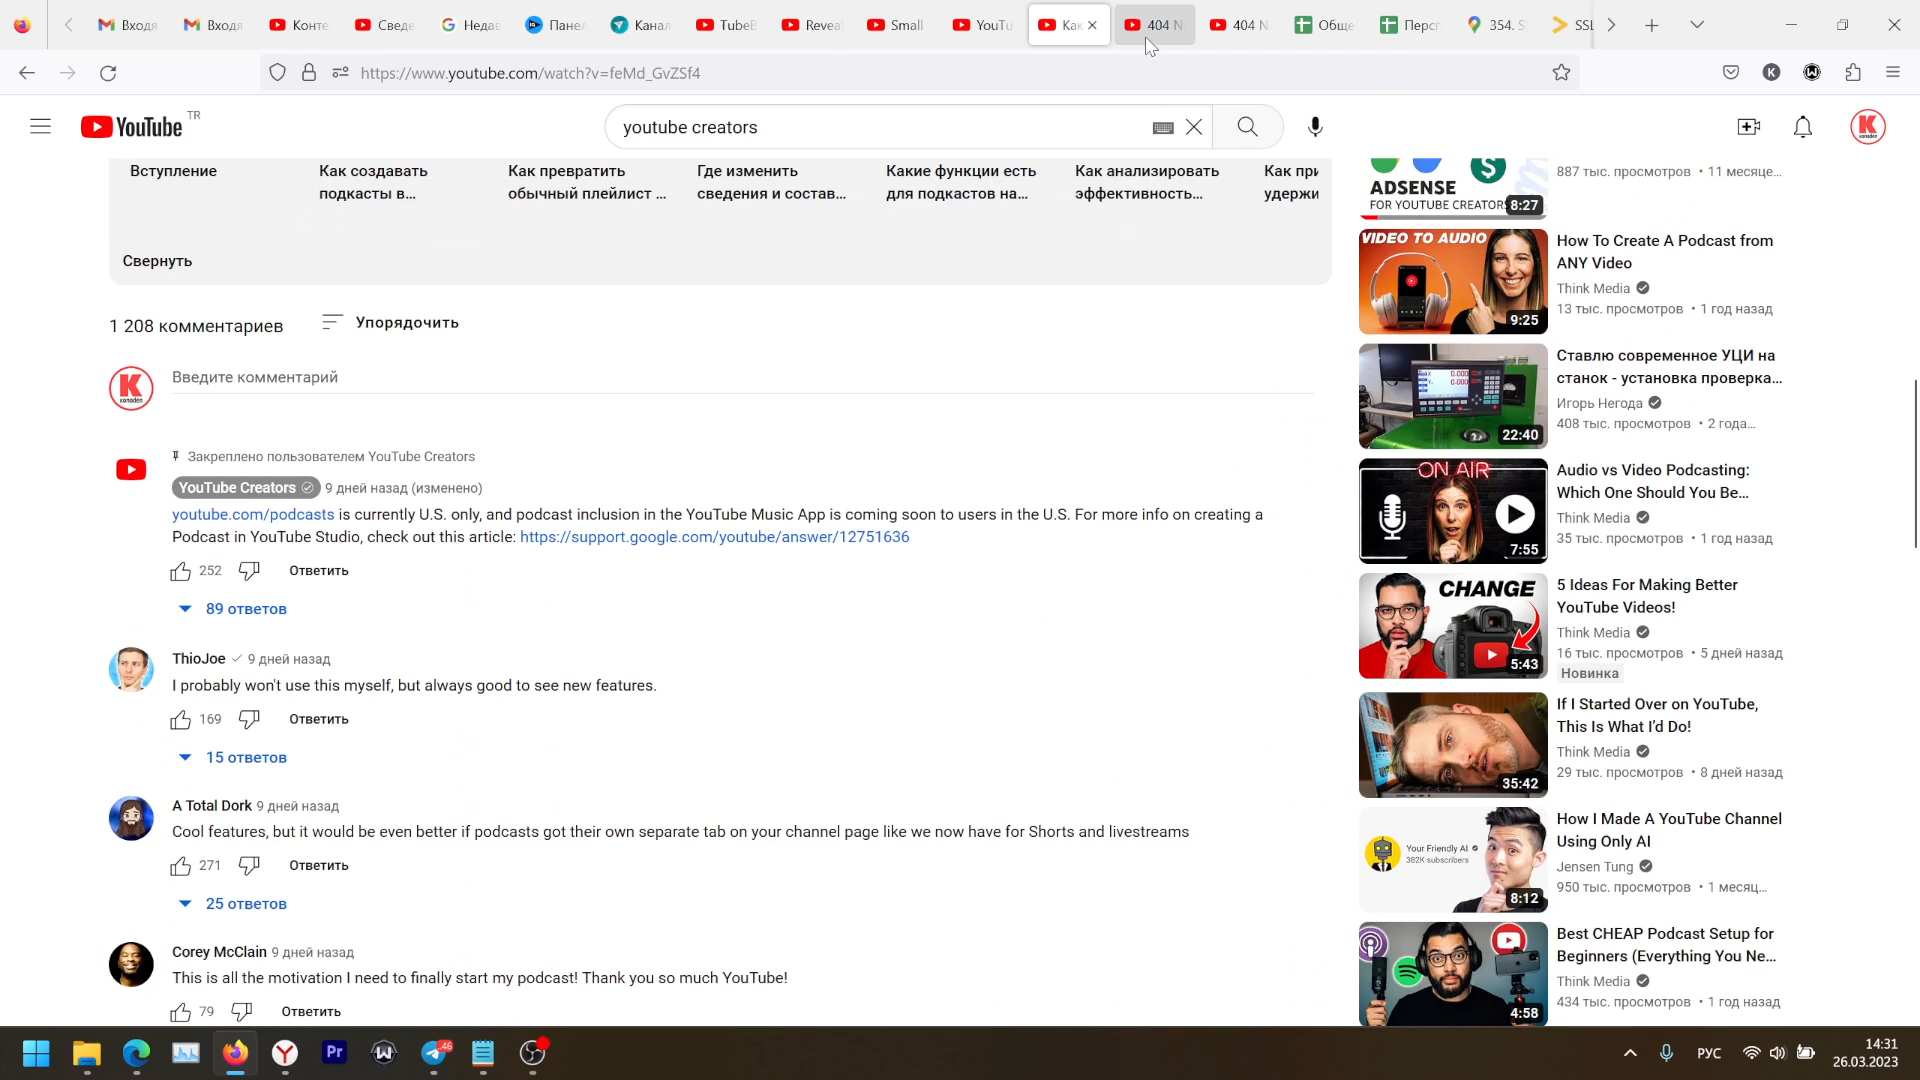 Входя
Входя
Конте
Сведе
Недав
Панел
Канал
TubeB
Reveal
Small
YouTu
Как
404 N
404 N
Обще
Персп
354. S
SSL
https://www.youtube.com/watch?v=feMd_GvZSf4
YouTube TR
youtube creators
Вступление
Как создавать подкасты в…
Как превратить обычный плейлист …
Где изменить сведения и состав…
Какие функции есть для подкастов на…
Как анализировать эффективность…
Как при
удержи
Свернуть
1 208 комментариев
Упорядочить
Введите комментарий
Закреплено пользователем YouTube Creators
YouTube Creators 9 дней назад (изменено)
youtube.com/podcasts is currently U.S. only, and podcast inclusion in the YouTube Music App is coming soon to users in the U.S. For more info on creating a
Podcast in YouTube Studio, check out this article: https://support.google.com/youtube/answer/12751636
252 Ответить
89 ответов
ThioJoe 9 дней назад
I probably won't use this myself, but always good to see new features.
169 Ответить
15 ответов
A Total Dork 9 дней назад
Cool features, but it would be even better if podcasts got their own separate tab on your channel page like we now have for Shorts and livestreams
271 Ответить
25 ответов
Corey McClain 9 дней назад
This is all the motivation I need to finally start my podcast! Thank you so much YouTube!
79 Ответить
ADSENSE
FOR YOUTUBE CREATORS
8:27
887 тыс. просмотров • 11 месяце…
VIDEO TO AUDIO
9:25
How To Create A Podcast from
ANY Video
Think Media
13 тыс. просмотров • 1 год назад
22:40
Ставлю современное УЦИ на
станок - установка проверка…
Игорь Негода
408 тыс. просмотров • 2 года…
ON AIR
7:55
Audio vs Video Podcasting:
Which One Should You Be…
Think Media
35 тыс. просмотров • 1 год назад
CHANGE
5:43
5 Ideas For Making Better
YouTube Videos!
Think Media
16 тыс. просмотров • 5 дней назад
Новинка
35:42
If I Started Over on YouTube,
This Is What I'd Do!
Think Media
29 тыс. просмотров • 8 дней назад
Your Friendly AI
382K subscribers
8:12
How I Made A YouTube Channel
Using Only AI
Jensen Tung
950 тыс. просмотров • 1 месяц…
4:58
Best CHEAP Podcast Setup for
Beginners (Everything You Ne…
Think Media
434 тыс. просмотров • 1 год назад
Pr
46
РУС
14:31
26.03.2023